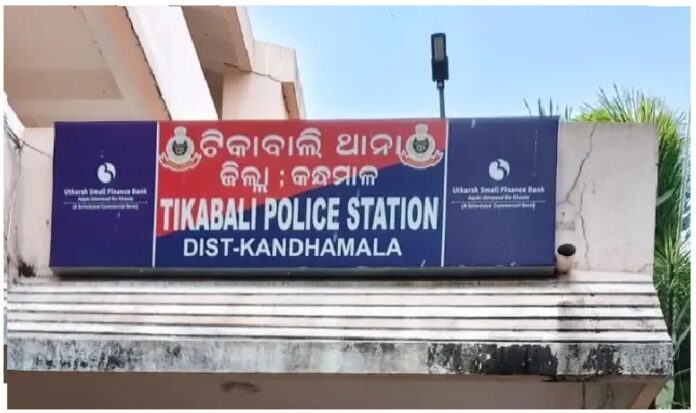 ଟିକାବାଲି ଥାନା
ଜିଲ୍ଲା ; କନ୍ଧମାଳ
TIKABALI POLICE STATION
DIST-KANDHAMALA
Utkarsh Small Finance Bank
Aapki Ummeed Ka Khaata
(A Scheduled Commercial Bank)
Utkarsh Small Finance Bank
Aapki Ummeed Ka Khaata
(A Scheduled Commercial Bank)